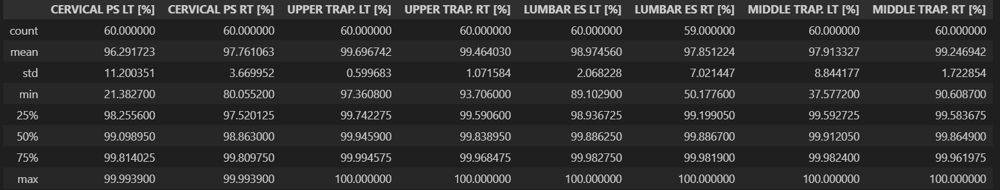 CERVICAL PS LT [%] CERVICAL PS RT [%] UPPER TRAP. LT [%] UPPER TRAP. RT [%] LUMBAR ES LT [%] LUMBAR ES RT [%] MIDDLE TRAP. LT [%] MIDDLE TRAP. RT [%]
count 60.000000 60.000000 60.000000 60.000000 60.000000 59.000000 60.000000 60.000000
mean 96.291723 97.761063 99.696742 99.464030 98.974560 97.851224 97.913327 99.246942
std 11.200351 3.669952 0.599683 1.071584 2.068228 7.021447 8.844177 1.722854
min 21.382700 80.055200 97.360800 93.706000 89.102900 50.177600 37.577200 90.608700
25% 98.255600 97.520125 99.742275 99.590600 98.936725 99.199050 99.592725 99.583675
50% 99.098950 98.863000 99.945900 99.838950 99.886250 99.886700 99.912050 99.864900
75% 99.814025 99.809750 99.994575 99.968475 99.982750 99.981900 99.982400 99.961975
max 99.993900 99.993900 100.000000 100.000000 100.000000 100.000000 100.000000 100.000000